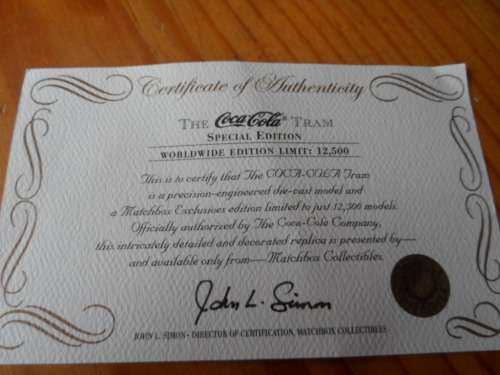 Certificate of Authenticity
THE Coca-Cola® TRAM
SPECIAL EDITION
WORLDWIDE EDITION LIMIT: 12,500
This is to certify that The COCA-COLA Tram
is a precision-engineered die-cast model and
a Matchbox Exclusives edition limited to just 12,500 models.
Officially authorized by The Coca-Cola Company,
this intricately detailed and decorated replica is presented by—
and available only from—Matchbox Collectibles.
John L. Simon
JOHN L. SIMON - DIRECTOR OF CERTIFICATION, MATCHBOX COLLECTIBLES